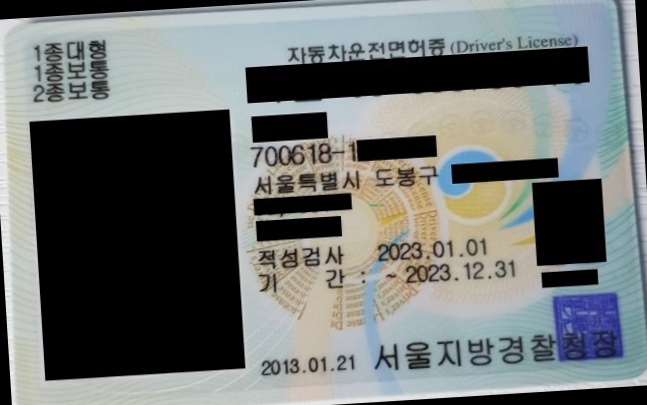 1종대형
1종보통
2종보통
자동차운전면허증 (Driver's License)
700618-1
서울특별시 도봉구
적성검사 2023.01.01
기 간 : ~ 2023.12.31
2013.01.21 서울지방경찰청장